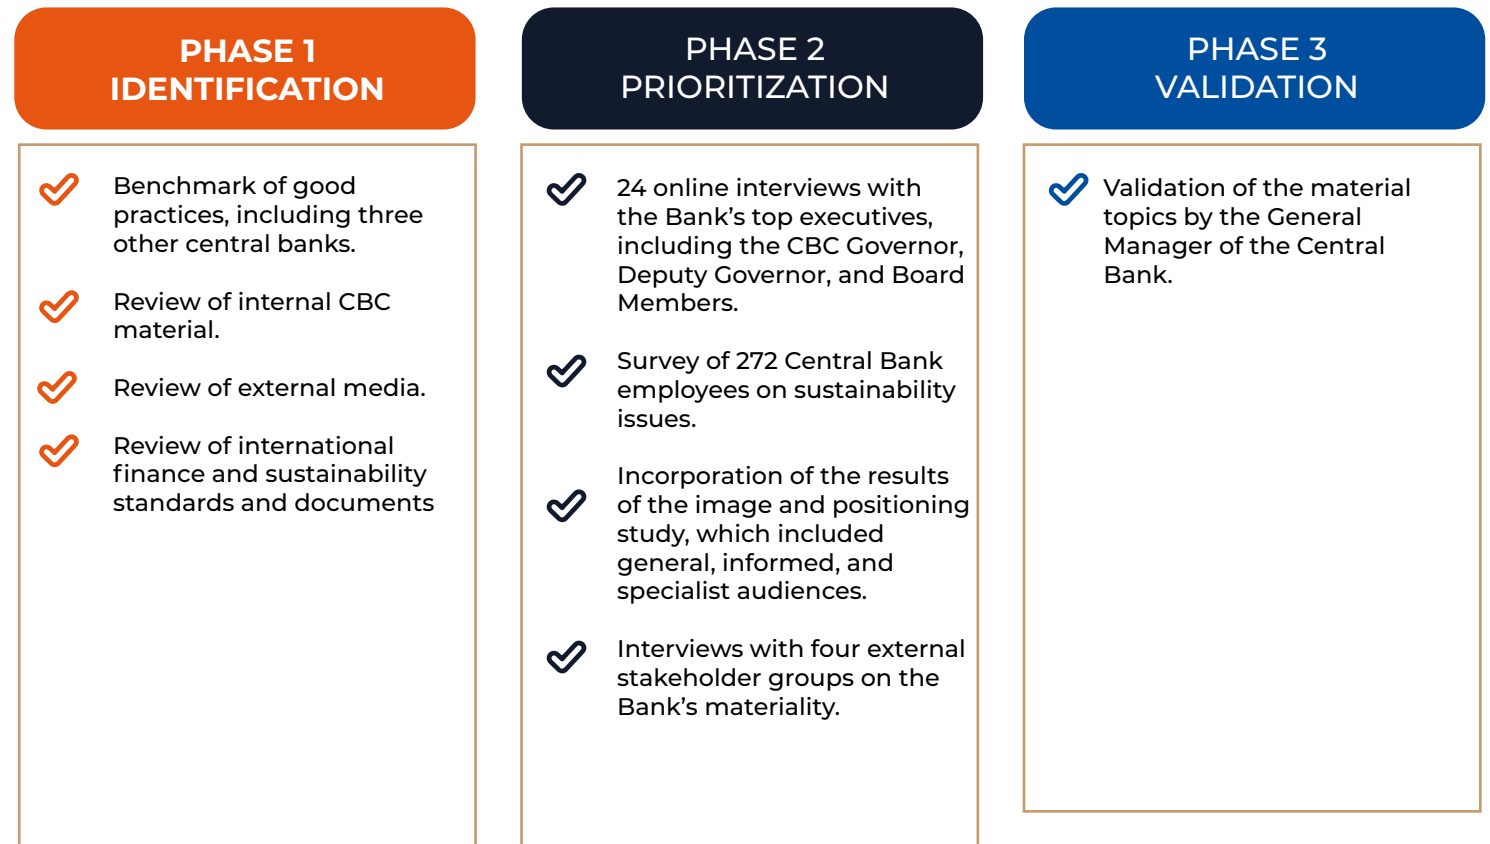 PHASE 1
IDENTIFICATION
Benchmark of good
practices, including three
other central banks.
Review of internal CBC
material.
Review of external media.
Review of international
finance and sustainability
standards and documents
PHASE 2
PRIORITIZATION
24 online interviews with
the Bank’s top executives,
including the CBC Governor,
Deputy Governor, and Board
Members.
Survey of 272 Central Bank
employees on sustainability
issues.
Incorporation of the results
of the image and positioning
study, which included
general, informed, and
specialist audiences.
Interviews with four external
stakeholder groups on the
Bank’s materiality.
PHASE 3
VALIDATION
Validation of the material
topics by the General
Manager of the Central
Bank.